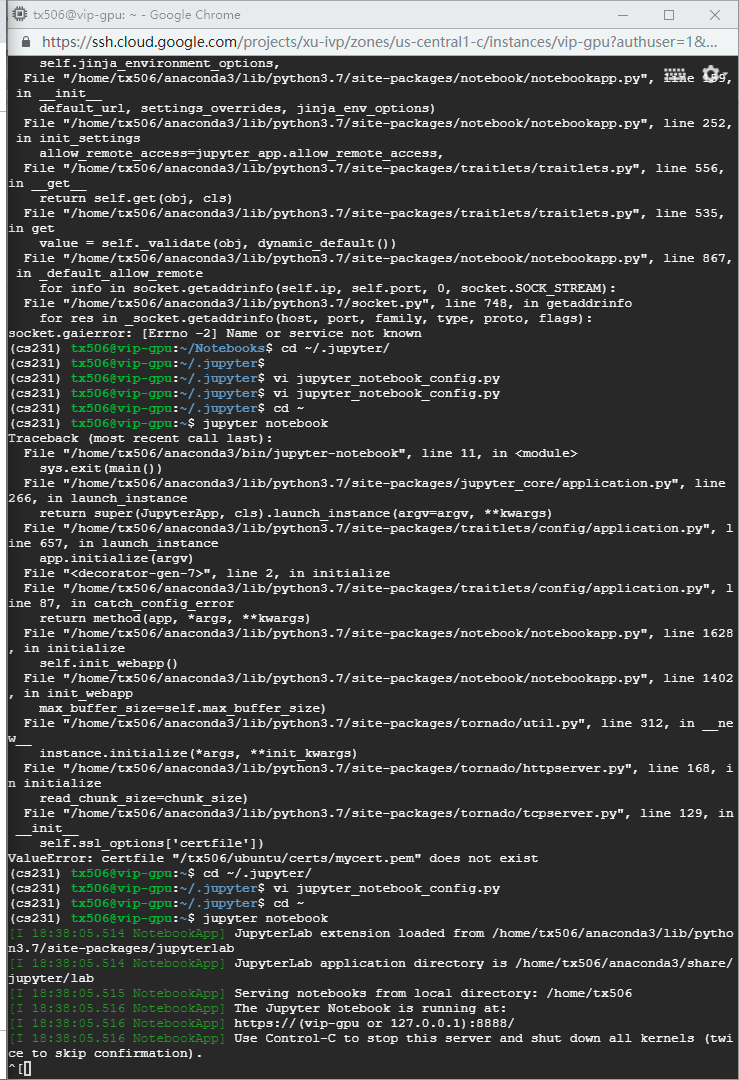 tx506@vip-gpu: ~ - Google Chrome
https://ssh.cloud.google.com/projects/xu-ivp/zones/us-central1-c/instances/vip-gpu?authuser=1&...
self.jinja_environment_options,
File "/home/tx506/anaconda3/lib/python3.7/site-packages/notebook/notebookapp.py", line
in __init__
default_url, settings_overrides, jinja_env_options)
File "/home/tx506/anaconda3/lib/python3.7/site-packages/notebook/notebookapp.py", line 252,
in init_settings
allow_remote_access=jupyter_app.allow_remote_access,
File "/home/tx506/anaconda3/lib/python3.7/site-packages/traitlets/traitlets.py", line 556,
in __get__
return self.get(obj, cls)
File "/home/tx506/anaconda3/lib/python3.7/site-packages/traitlets/traitlets.py", line 535,
in get
value = self._validate(obj, dynamic_default())
File "/home/tx506/anaconda3/lib/python3.7/site-packages/notebook/notebookapp.py", line 867,
in _default_allow_remote
for info in socket.getaddrinfo(self.ip, self.port, 0, socket.SOCK_STREAM):
File "/home/tx506/anaconda3/lib/python3.7/socket.py", line 748, in getaddrinfo
for res in _socket.getaddrinfo(host, port, family, type, proto, flags):
socket.gaierror: [Errno -2] Name or service not known
(cs231) tx506@vip-gpu:~/Notebooks$ cd ~/.jupyter/
(cs231) tx506@vip-gpu:~/.jupyter$
(cs231) tx506@vip-gpu:~/.jupyter$ vi jupyter_notebook_config.py
(cs231) tx506@vip-gpu:~/.jupyter$ vi jupyter_notebook_config.py
(cs231) tx506@vip-gpu:~/.jupyter$ cd ~
(cs231) tx506@vip-gpu:~$ jupyter notebook
Traceback (most recent call last):
File "/home/tx506/anaconda3/bin/jupyter-notebook", line 11, in <module>
sys.exit(main())
File "/home/tx506/anaconda3/lib/python3.7/site-packages/jupyter_core/application.py", line
266, in launch_instance
return super(JupyterApp, cls).launch_instance(argv=argv, **kwargs)
File "/home/tx506/anaconda3/lib/python3.7/site-packages/traitlets/config/application.py", l
ine 657, in launch_instance
app.initialize(argv)
File "<decorator-gen-7>", line 2, in initialize
File "/home/tx506/anaconda3/lib/python3.7/site-packages/traitlets/config/application.py", l
ine 87, in catch_config_error
return method(app, *args, **kwargs)
File "/home/tx506/anaconda3/lib/python3.7/site-packages/notebook/notebookapp.py", line 1628
, in initialize
self.init_webapp()
File "/home/tx506/anaconda3/lib/python3.7/site-packages/notebook/notebookapp.py", line 1402
, in init_webapp
max_buffer_size=self.max_buffer_size)
File "/home/tx506/anaconda3/lib/python3.7/site-packages/tornado/util.py", line 312, in __ne
w__
instance.initialize(*args, **init_kwargs)
File "/home/tx506/anaconda3/lib/python3.7/site-packages/tornado/httpserver.py", line 168, i
n initialize
read_chunk_size=chunk_size)
File "/home/tx506/anaconda3/lib/python3.7/site-packages/tornado/tcpserver.py", line 129, in
__init__
self.ssl_options['certfile'])
ValueError: certfile "/tx506/ubuntu/certs/mycert.pem" does not exist
(cs231) tx506@vip-gpu:~$ cd ~/.jupyter/
(cs231) tx506@vip-gpu:~/.jupyter$ vi jupyter_notebook_config.py
(cs231) tx506@vip-gpu:~/.jupyter$ cd ~
(cs231) tx506@vip-gpu:~$ jupyter notebook
[I 18:38:05.514 NotebookApp] JupyterLab extension loaded from /home/tx506/anaconda3/lib/pytho
n3.7/site-packages/jupyterlab
[I 18:38:05.514 NotebookApp] JupyterLab application directory is /home/tx506/anaconda3/share/
jupyter/lab
[I 18:38:05.515 NotebookApp] Serving notebooks from local directory: /home/tx506
[I 18:38:05.516 NotebookApp] The Jupyter Notebook is running at:
[I 18:38:05.516 NotebookApp] https://(vip-gpu or 127.0.0.1):8888/
[I 18:38:05.516 NotebookApp] Use Control-C to stop this server and shut down all kernels (twi
ce to skip confirmation).
^[